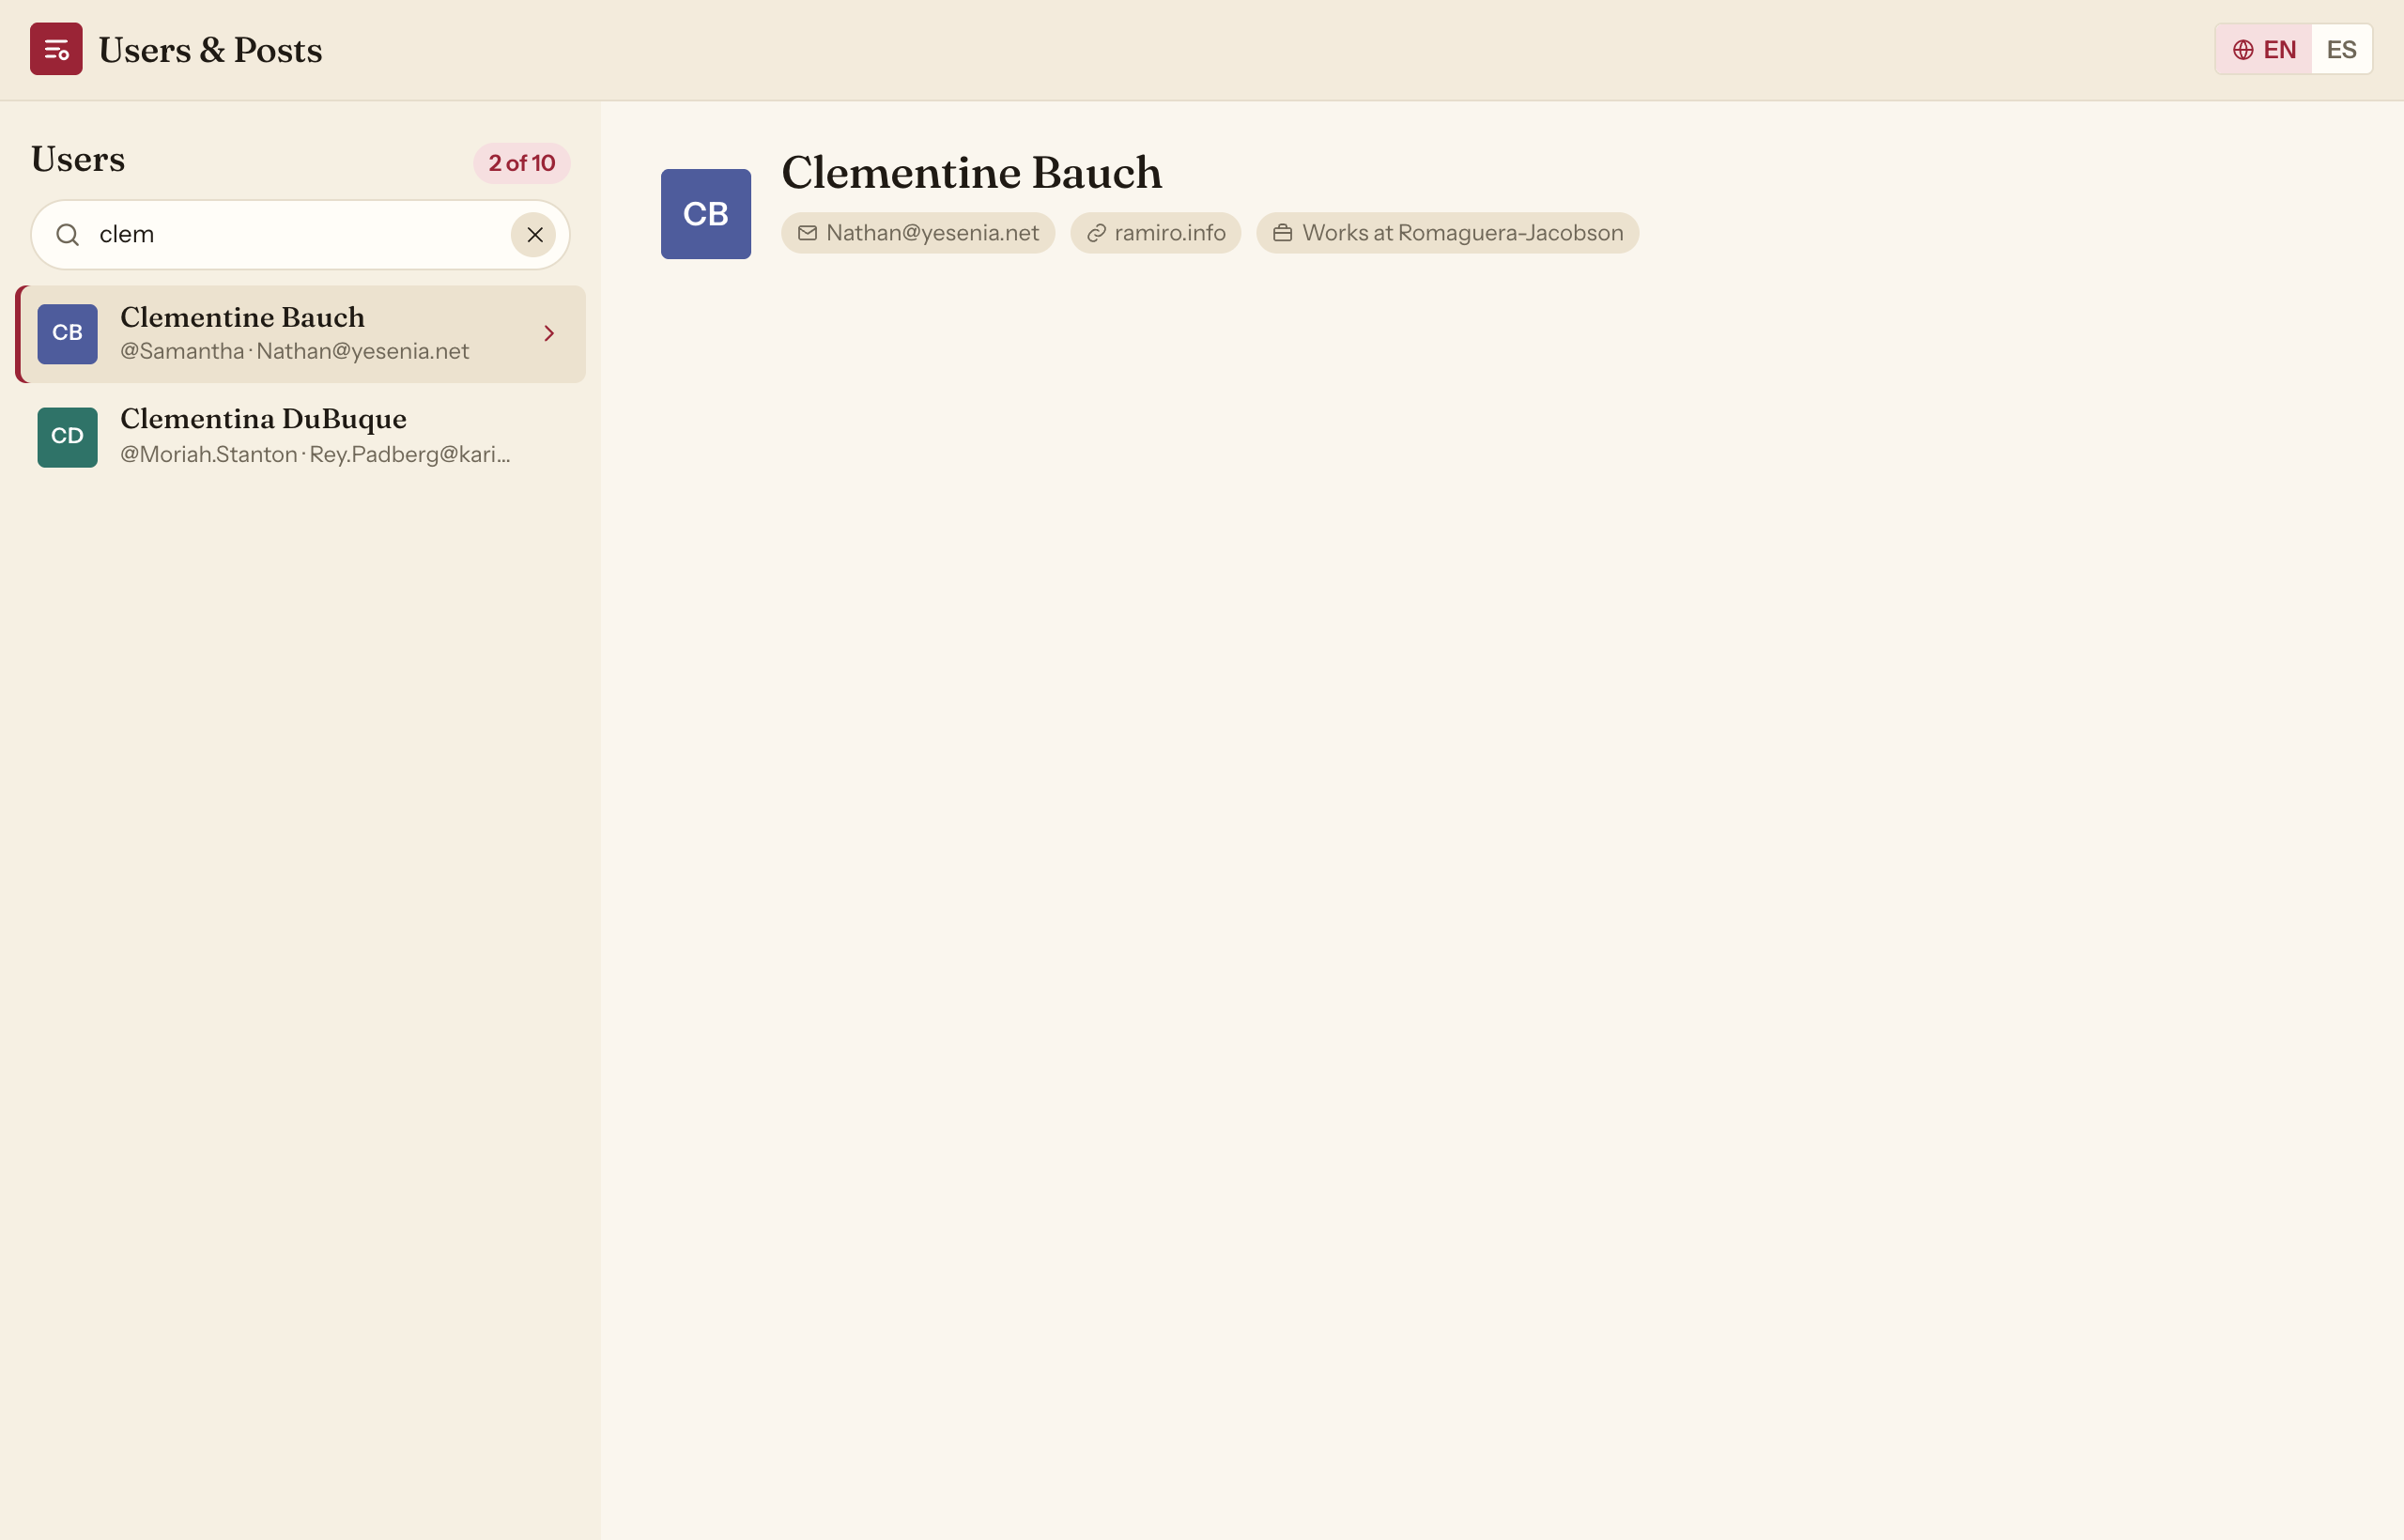 Users & Posts
EN
ES
Users
2 of 10
clem
CB
Clementine Bauch
@Samantha · Nathan@yesenia.net
CD
Clementina DuBuque
@Moriah.Stanton · Rey.Padberg@kari...
CB
Clementine Bauch
Nathan@yesenia.net
ramiro.info
Works at Romaguera-Jacobson